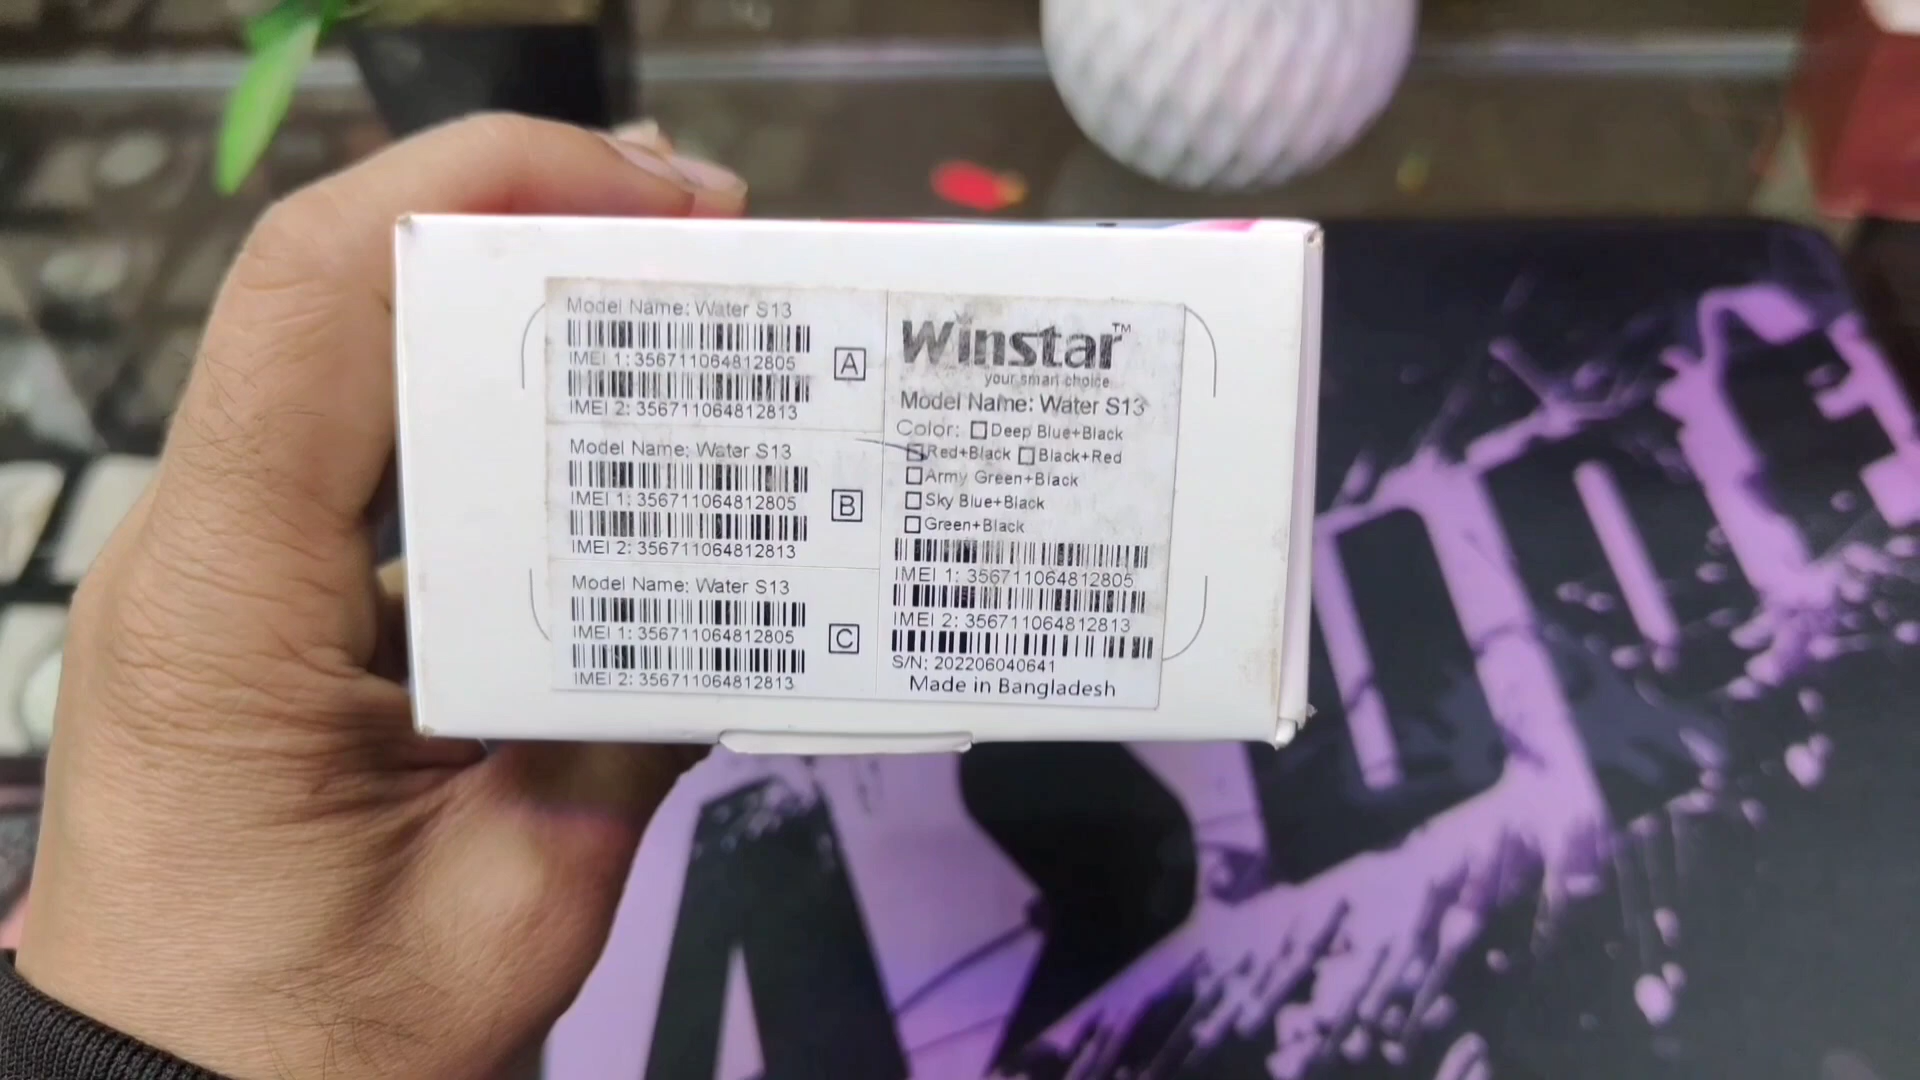 Model Name: Water S13
IMEI 1: 356711064812805
IMEI 2: 356711064812813
A
Model Name: Water S13
IMEI 1: 356711064812805
IMEI 2: 356711064812813
B
Model Name: Water S13
IMEI 1: 356711064812805
IMEI 2: 356711064812813
C
Winstar™
your smart choice
Model Name: Water S13
Color: □Deep Blue+Black
□Red+Black □Black+Red
□Army Green+Black
□Sky Blue+Black
□Green+Black
IMEI 1: 356711064812805
IMEI 2: 356711064812813
S/N: 202206040641
Made in Bangladesh